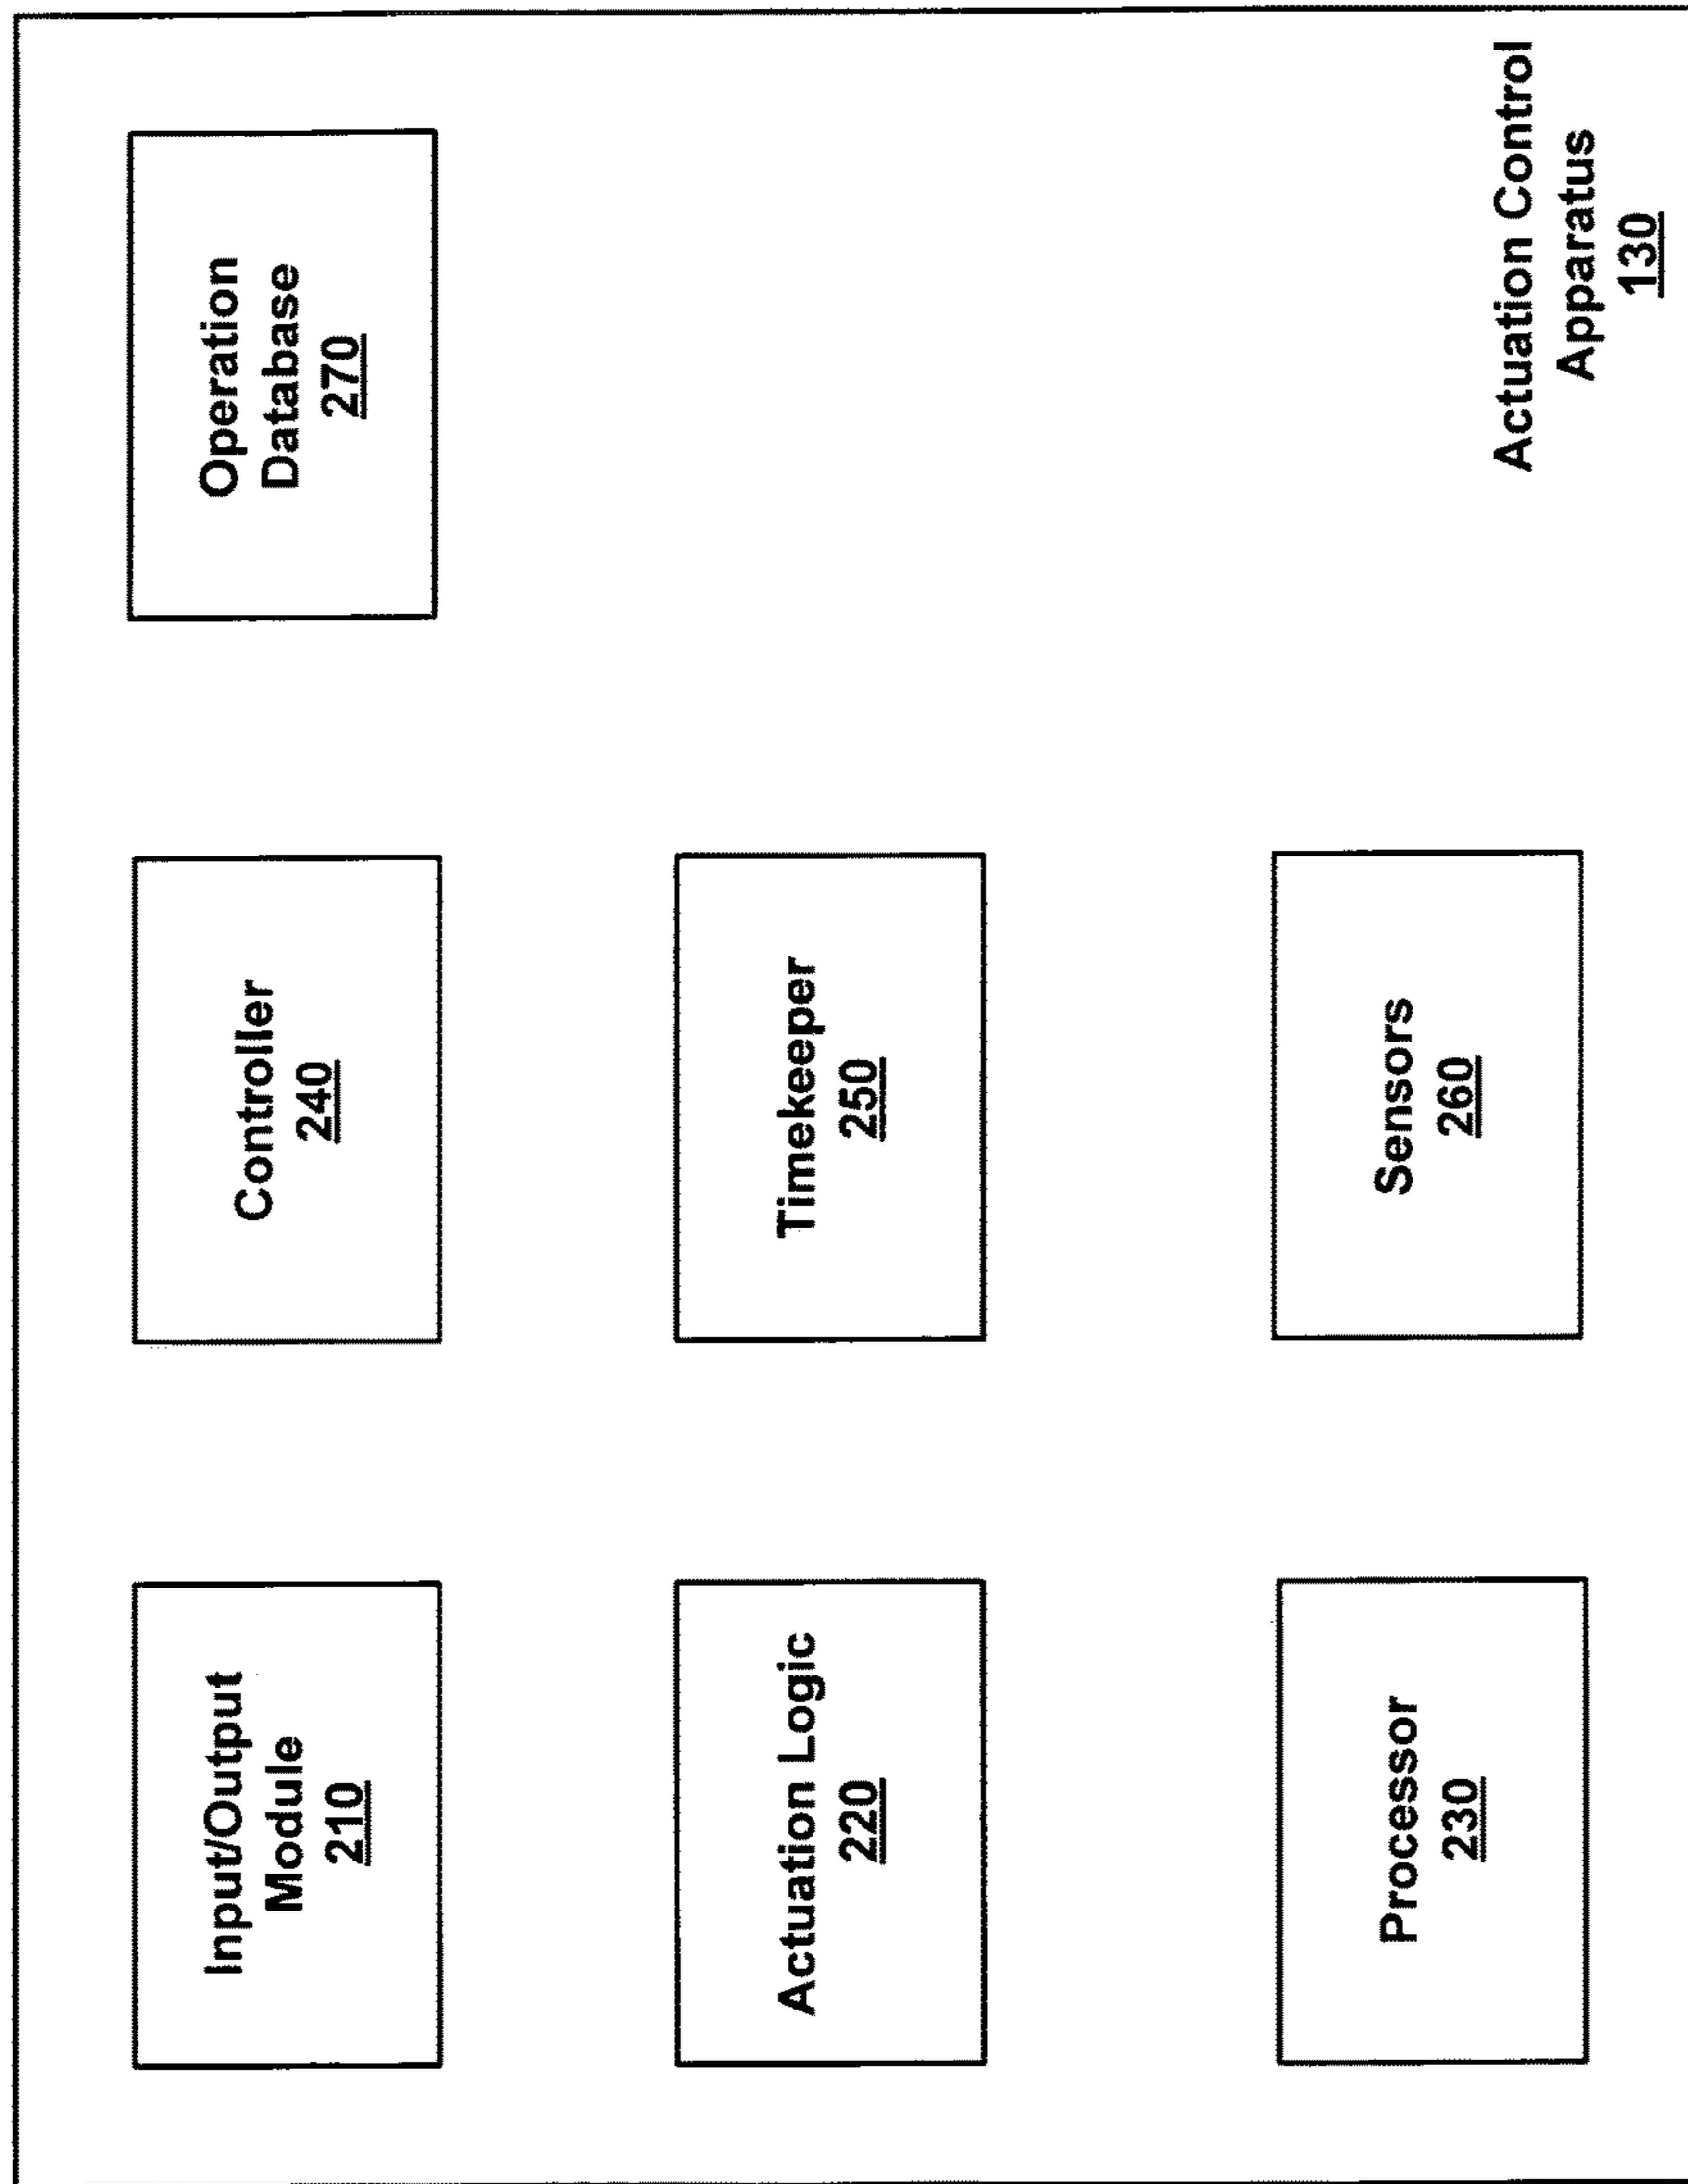 Input/Output
Module
210
Actuation Logic
220
Processor
230
Controller
240
Timekeeper
250
Sensors
260
Operation
Database
270
Actuation Control
Apparatus
130